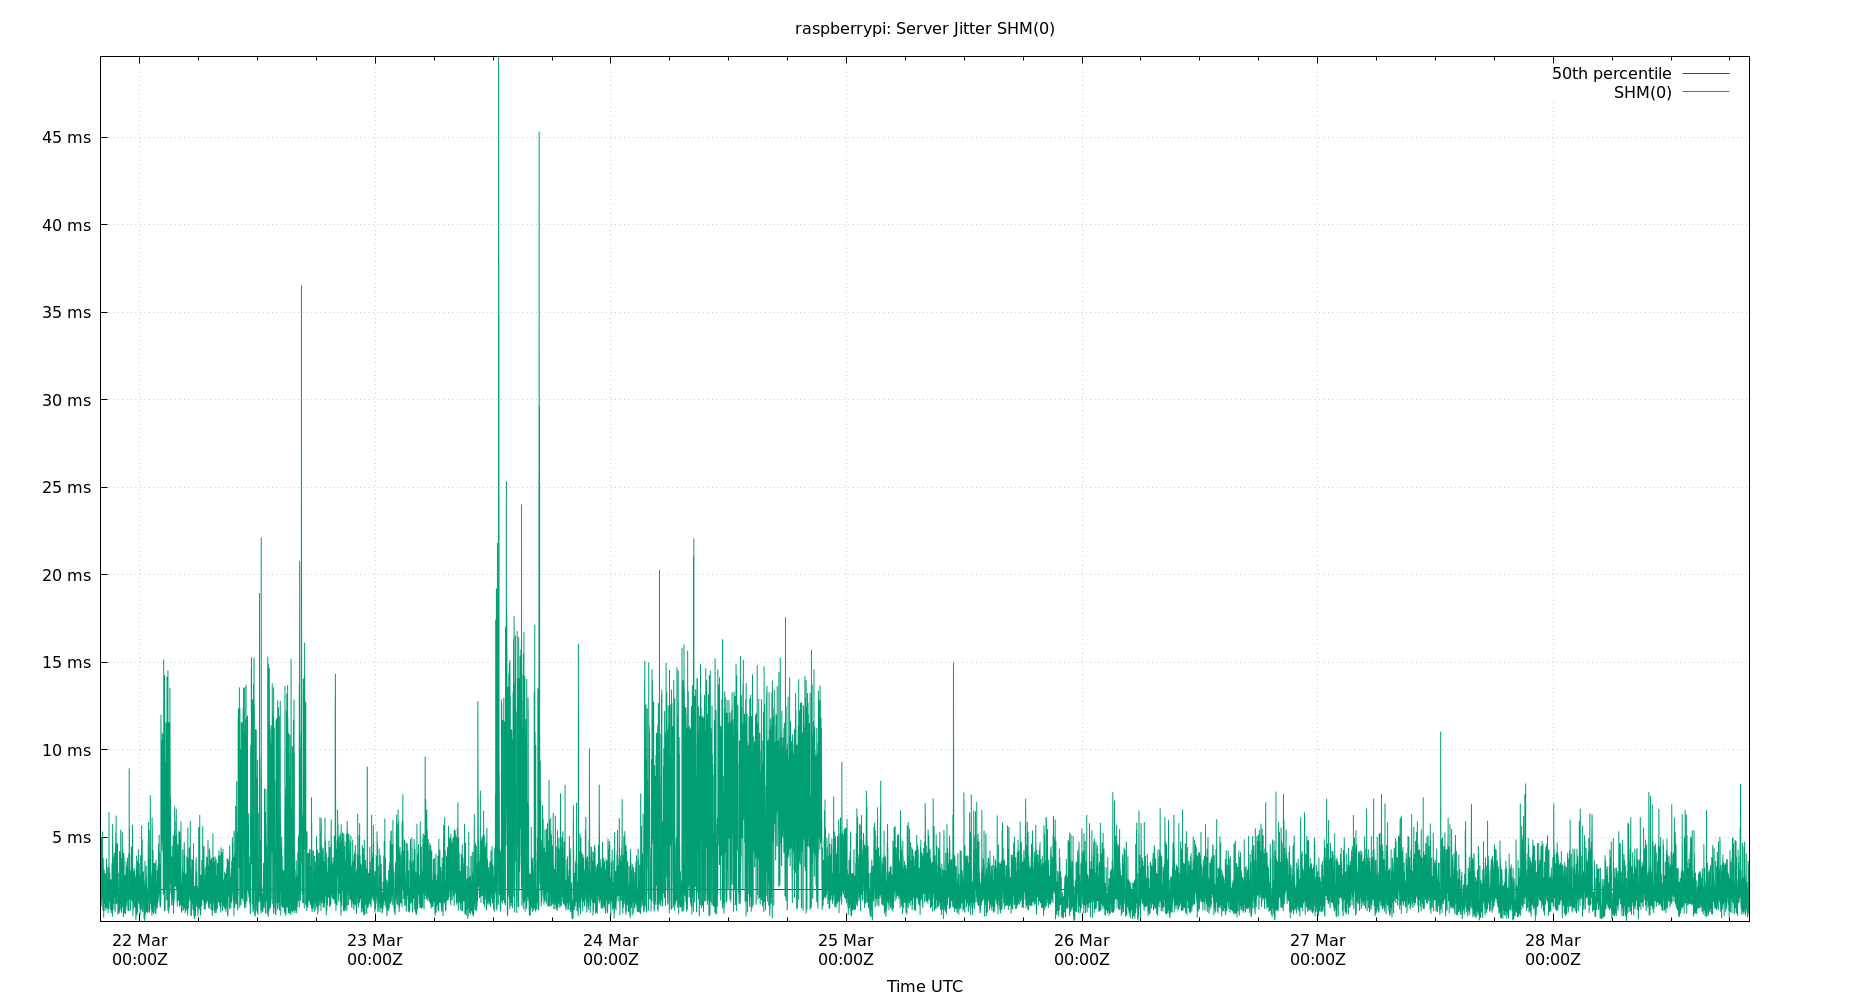 raspberrypi: Server Jitter SHM(0)
50th percentile
SHM(0)
45 ms
40 ms
35 ms
30 ms
25 ms
20 ms
15 ms
10 ms
5 ms
22 Mar 23 Mar 24 Mar 25 Mar 26 Mar 27 Mar 28 Mar
00:00Z 00:00Z 00:00Z 00:00Z 00:00Z 00:00Z 00:00Z
Time UTC